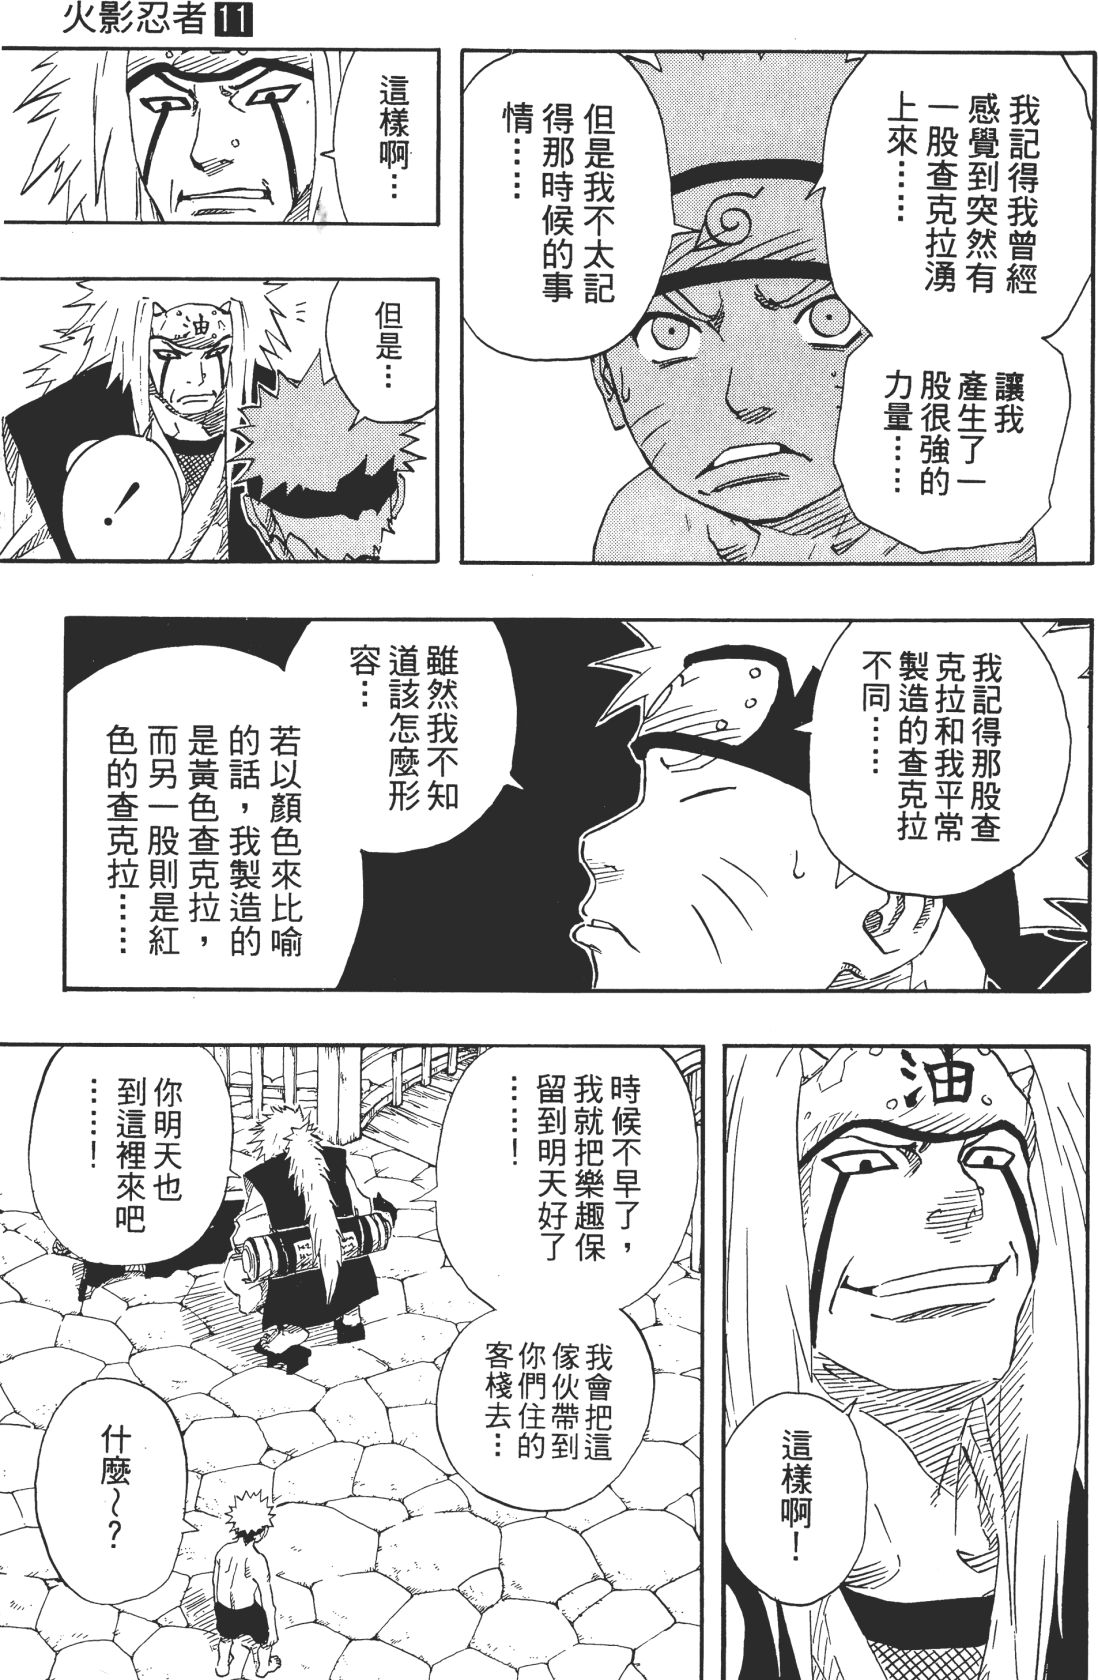 火影忍者11
我記得我曾經
感覺到突然有
一股查克拉湧
上來……
讓我
產生了一
股很強的
力量……
但是我不太記
得那時候的事
情……
這樣啊…
但是…
！
我記得那股查
克拉和我平常
製造的查克拉
不同……
雖然我不知
道該怎麼形
容…
若以顏色來比喻
的話，我製造的
是黃色查克拉，
而另一股則是紅
色的查克拉……
油
這樣啊！
時候不早了，
我就把樂趣保
留到明天好了
……！
我會把這
傢伙帶到
你們住的
客棧去…
你明天也
到這裡來吧
……！
什麼～？